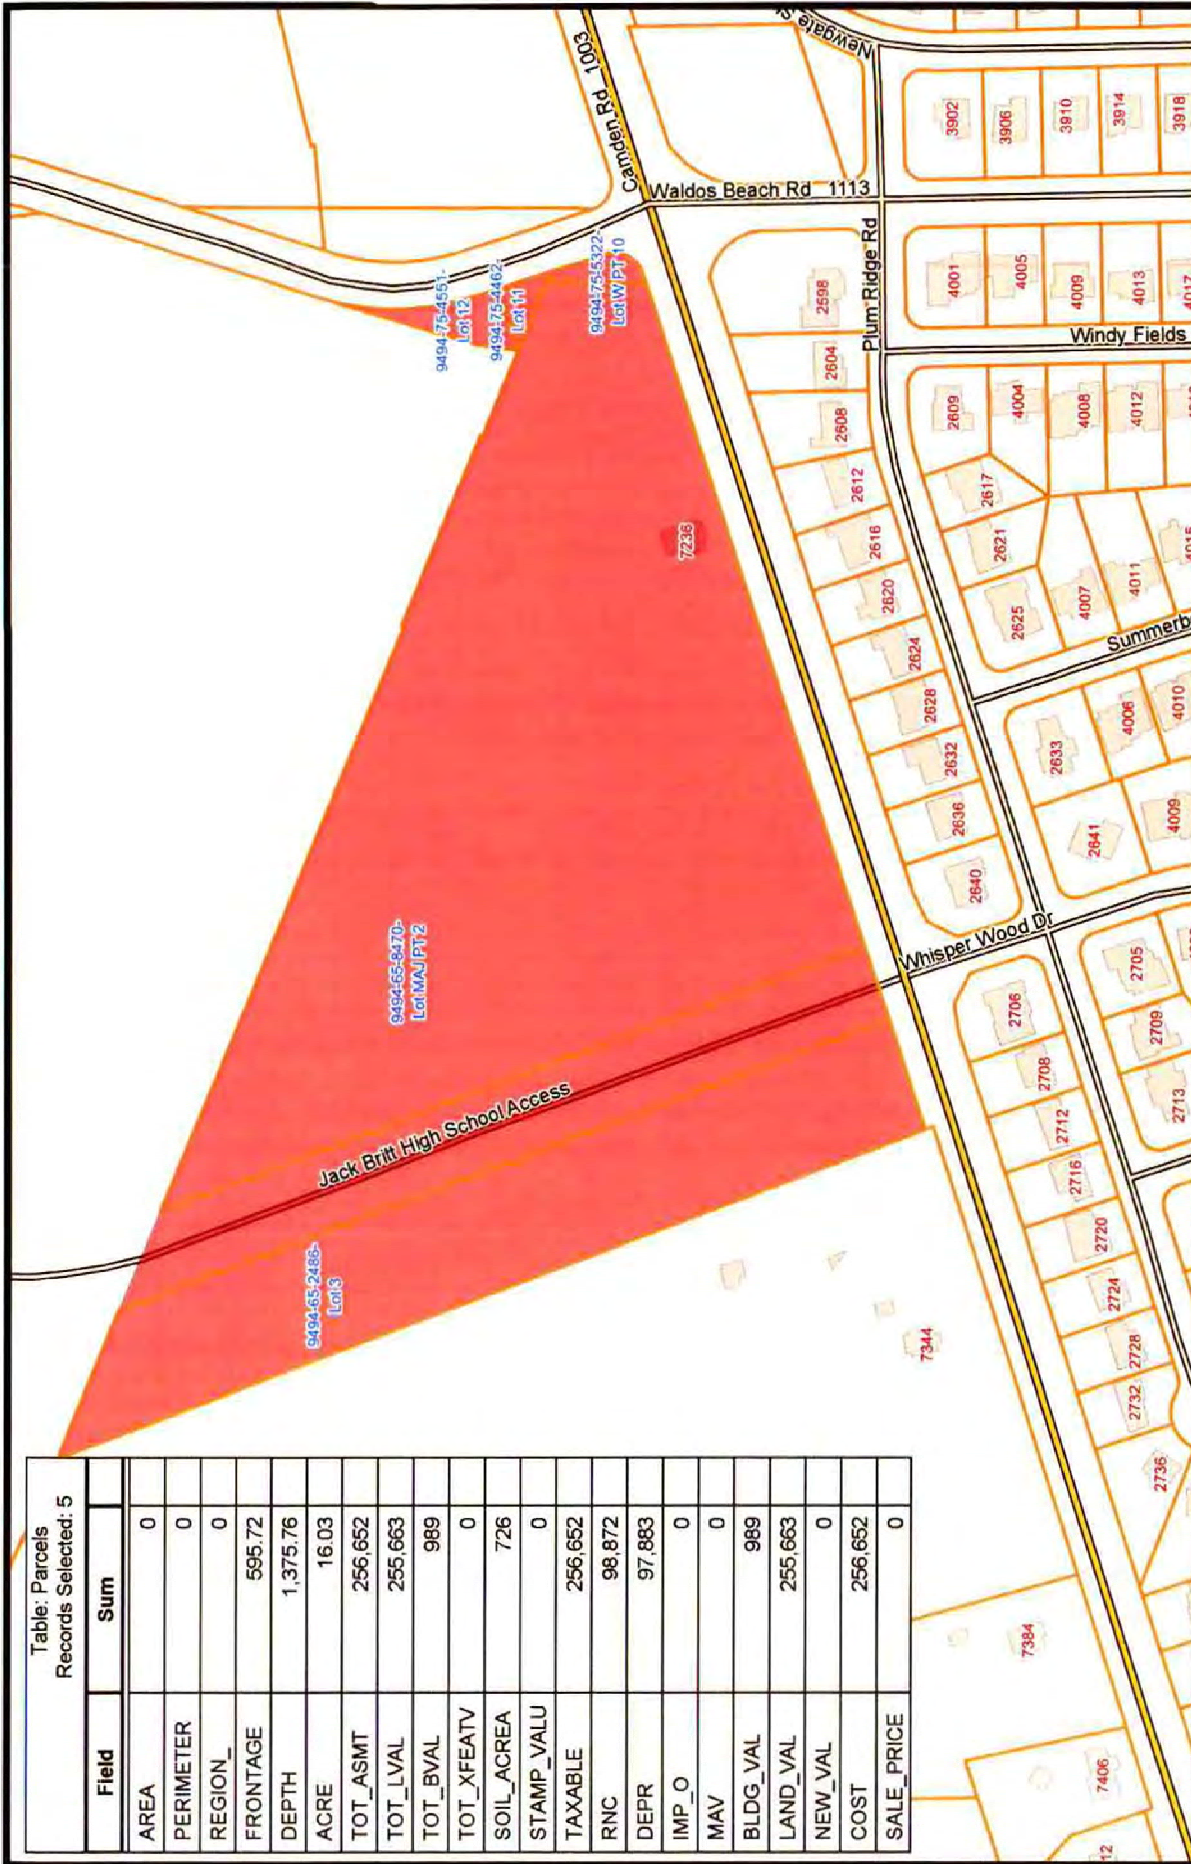 Table: Parcels
Records Selected: 5
Field Sum
AREA 0
PERIMETER 0
REGION_ 0
FRONTAGE 595.72
DEPTH 1,375.76
ACRE 16.03
TOT_ASMT 256,652
TOT_LVAL 255,663
TOT_BVAL 989
TOT_XFEATV 0
SOIL_ACREA 726
STAMP_VALU 0
TAXABLE 256,652
RNC 98,872
DEPR 97,883
IMP_O 0
MAV 0
BLDG_VAL 989
LAND_VAL 255,663
NEW_VAL 0
COST 256,652
SALE_PRICE 0
9494-65-2486-
Lot 3
Jack Britt High School Access
9494-65-8470-
Lot MAJ PT 2
9494-75-4551-
Lot 12
9494-75-4462-
Lot 11
9494-75-5322-
Lot W PT 10
7236
Camden Rd 1003
Waldos Beach Rd 1113
Newgate St
Plum Ridge Rd
Windy Fields
Summerb
Whisper Wood Dr
7344
7384
7406
12
2598
2604
2608
2612
2616
2620
2624
2628
2632
2636
2640
2706
2708
2712
2716
2720
2724
2728
2732
2736
2705
2709
2713
2609
2617
2621
2625
2633
2641
3902
3906
3910
3914
3918
4001
4005
4009
4013
4017
4004
4008
4012
4007
4011
4015
4006
4010
4009